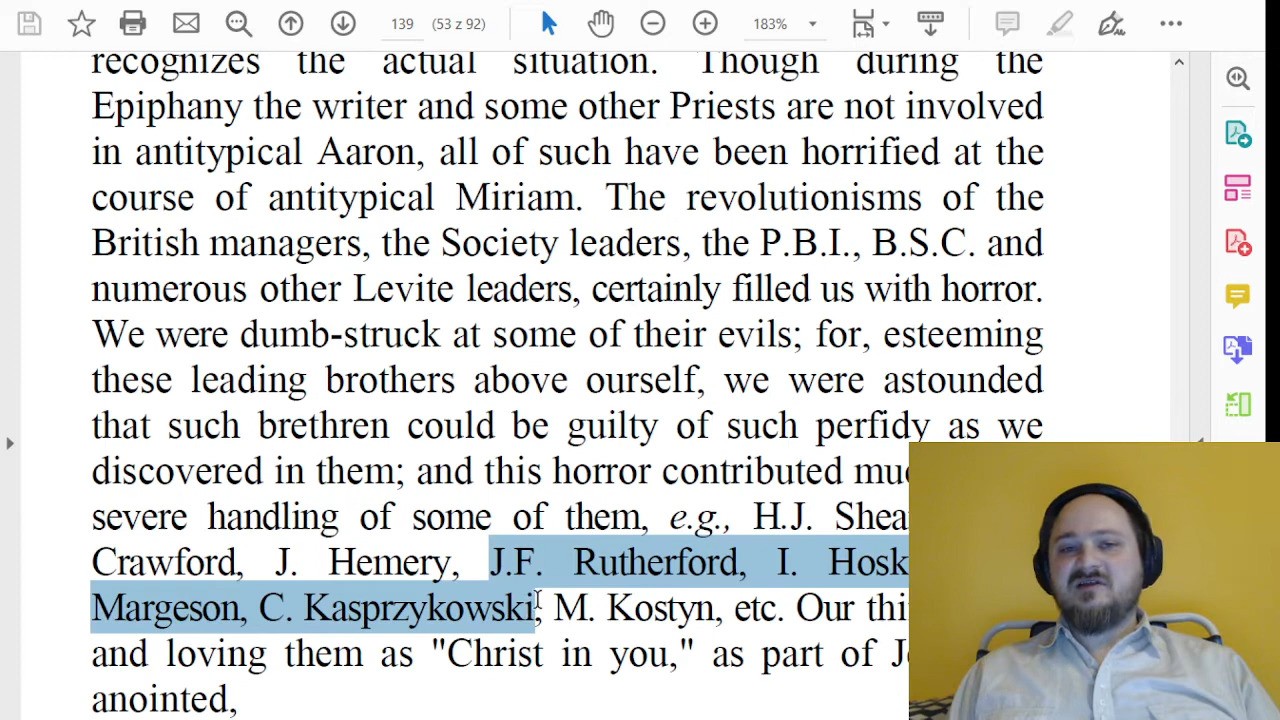 139 (53 z 92) 183%
recognizes the actual situation. Though during the
Epiphany the writer and some other Priests are not involved
in antitypical Aaron, all of such have been horrified at the
course of antitypical Miriam. The revolutionisms of the
British managers, the Society leaders, the P.B.I., B.S.C. and
numerous other Levite leaders, certainly filled us with horror.
We were dumb-struck at some of their evils; for, esteeming
these leading brothers above ourself, we were astounded
that such brethren could be guilty of such perfidy as we
discovered in them; and this horror contributed
severe handling of some of them, e.g., H.J.
Crawford, J. Hemery, J.F. Rutherford, I.
Margeson, C. Kasprzykowski, M. Kostyn, etc. Our
and loving them as "Christ in you," as part of
anointed,